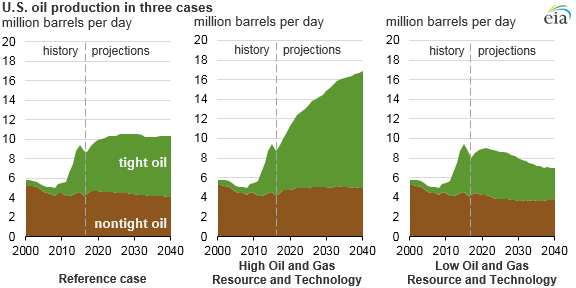 U.S. oil production in three cases
million barrels per day
million barrels per day
million barrels per day
eia
20
18
16
14
12
10
8
6
4
2
0
history
projections
tight oil
nontight oil
2000
2010
2020
2030
2040
Reference case
20
18
16
14
12
10
8
6
4
2
0
history
projections
2000
2010
2020
2030
2040
High Oil and Gas
Resource and Technology
20
18
16
14
12
10
8
6
4
2
0
history
projections
2000
2010
2020
2030
2040
Low Oil and Gas
Resource and Technology